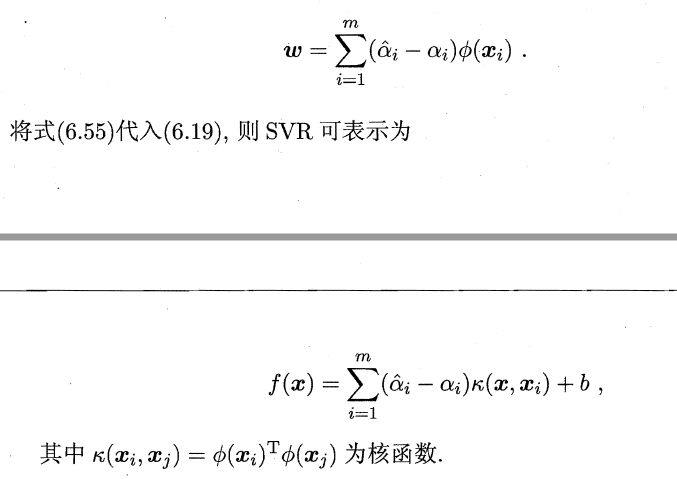 $\boldsymbol{w} = \sum_{i=1}^{m} (\hat{\alpha}_i - \alpha_i) \phi(\boldsymbol{x}_i)$ .
将式(6.55)代入(6.19), 则 SVR 可表示为
$f(\boldsymbol{x}) = \sum_{i=1}^{m} (\hat{\alpha}_i - \alpha_i) \kappa(\boldsymbol{x}, \boldsymbol{x}_i) + b$ ,
其中 $\kappa(\boldsymbol{x}_i, \boldsymbol{x}_j) = \phi(\boldsymbol{x}_i)^{\mathrm{T}} \phi(\boldsymbol{x}_j)$ 为核函数.